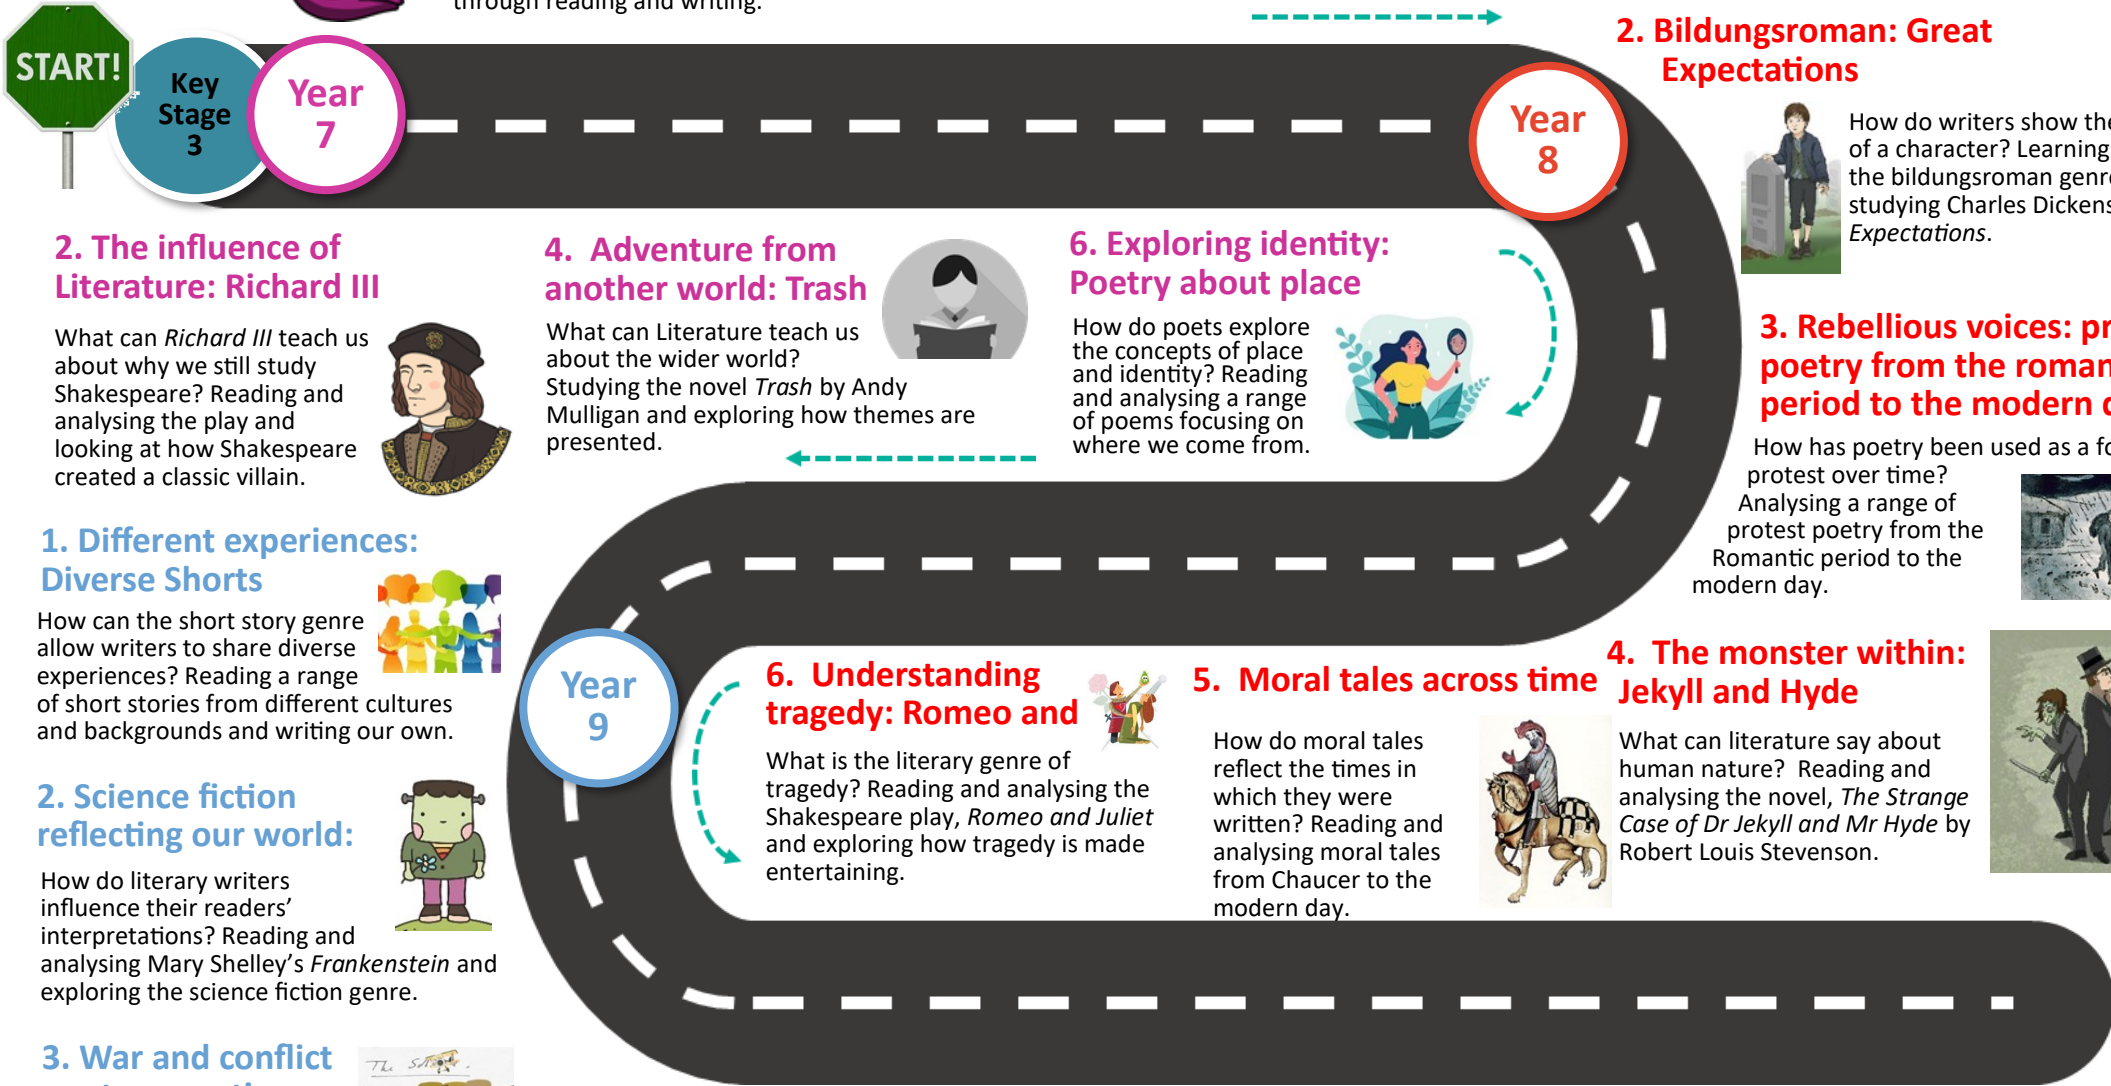 through reading and writing.
START!
Key
Stage
3
Year
7
Year
8
2. Bildungsroman: Great
Expectations
How do writers show the
of a character? Learning
the bildungsroman genre
studying Charles Dickens
Expectations.
2. The influence of
Literature: Richard III
What can Richard III teach us
about why we still study
Shakespeare? Reading and
analysing the play and
looking at how Shakespeare
created a classic villain.
4. Adventure from
another world: Trash
What can Literature teach us
about the wider world?
Studying the novel Trash by Andy
Mulligan and exploring how themes are
presented.
6. Exploring identity:
Poetry about place
How do poets explore
the concepts of place
and identity? Reading
and analysing a range
of poems focusing on
where we come from.
3. Rebellious voices:
poetry from the
period to the modern
How has poetry been used as a
protest over time?
Analysing a range of
protest poetry from the
Romantic period to the
modern day.
1. Different experiences:
Diverse Shorts
How can the short story genre
allow writers to share diverse
experiences? Reading a range
of short stories from different cultures
and backgrounds and writing our own.
Year
9
6. Understanding
tragedy: Romeo and
What is the literary genre of
tragedy? Reading and analysing the
Shakespeare play, Romeo and Juliet
and exploring how tragedy is made
entertaining.
5. Moral tales across time
How do moral tales
reflect the times in
which they were
written? Reading and
analysing moral tales
from Chaucer to the
modern day.
4. The monster within:
Jekyll and Hyde
What can literature say about
human nature? Reading and
analysing the novel, The Strange
Case of Dr Jekyll and Mr Hyde by
Robert Louis Stevenson.
2. Science fiction
reflecting our world:
How do literary writers
influence their readers'
interpretations? Reading and
analysing Mary Shelley's Frankenstein and
exploring the science fiction genre.
3. War and conflict
The